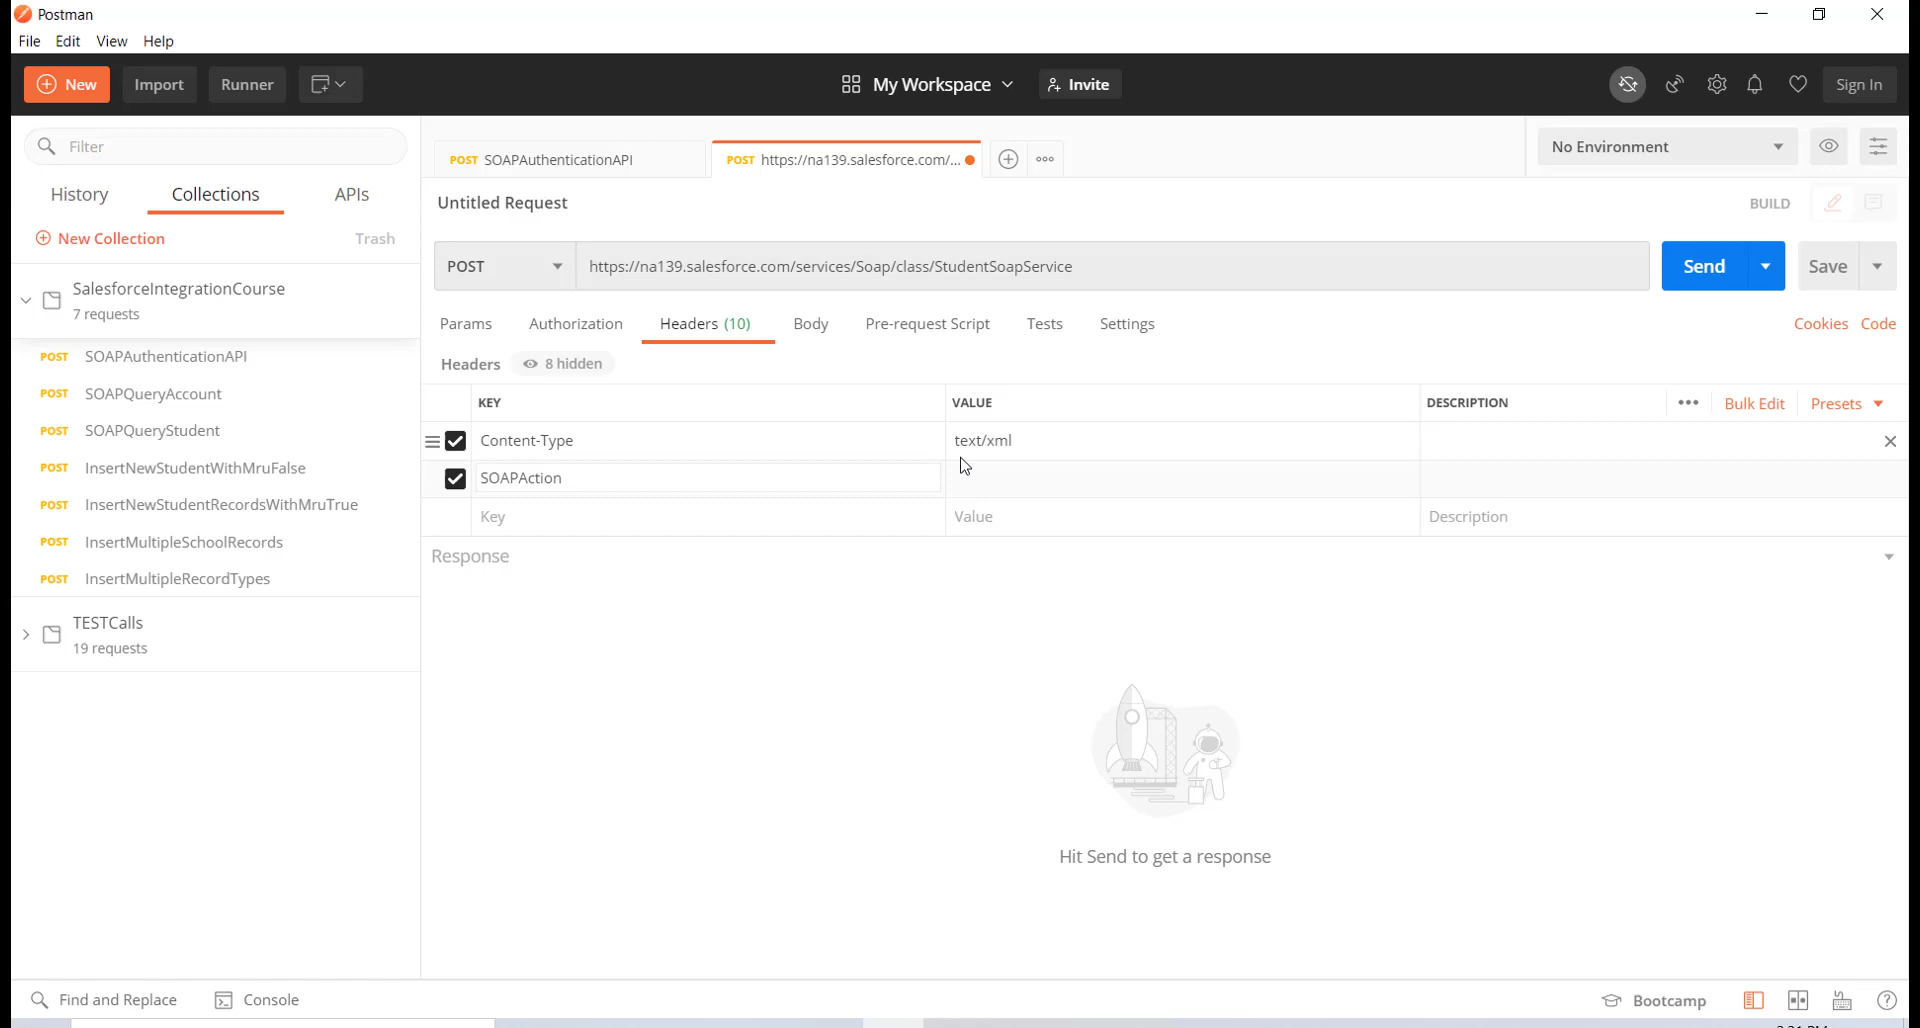 Postman
File Edit View Help
New Import Runner My Workspace Invite Sign In
Filter
History Collections APIs
New Collection Trash
SalesforceIntegrationCourse
7 requests
POST SOAPAuthenticationAPI
POST SOAPQueryAccount
POST SOAPQueryStudent
POST InsertNewStudentWithMruFalse
POST InsertNewStudentRecordsWithMruTrue
POST InsertMultipleSchoolRecords
POST InsertMultipleRecordTypes
TESTCalls
19 requests
POST SOAPAuthenticationAPI POST https://na139.salesforce.com/... No Environment
Untitled Request BUILD
POST https://na139.salesforce.com/services/Soap/class/StudentSoapService Send Save
Params Authorization Headers (10) Body Pre-request Script Tests Settings Cookies Code
Headers 8 hidden
KEY VALUE DESCRIPTION Bulk Edit Presets
Content-Type text/xml
SOAPAction
Key Value Description
Response
Hit Send to get a response
Find and Replace Console Bootcamp